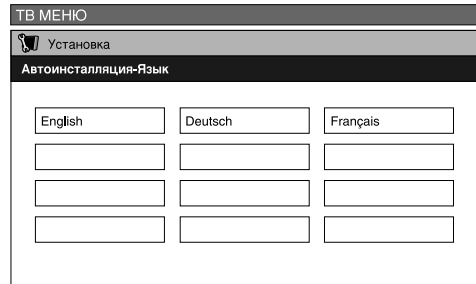 ТВ МЕНЮ
Установка
Автоинсталляция-Язык
English Deutsch Français